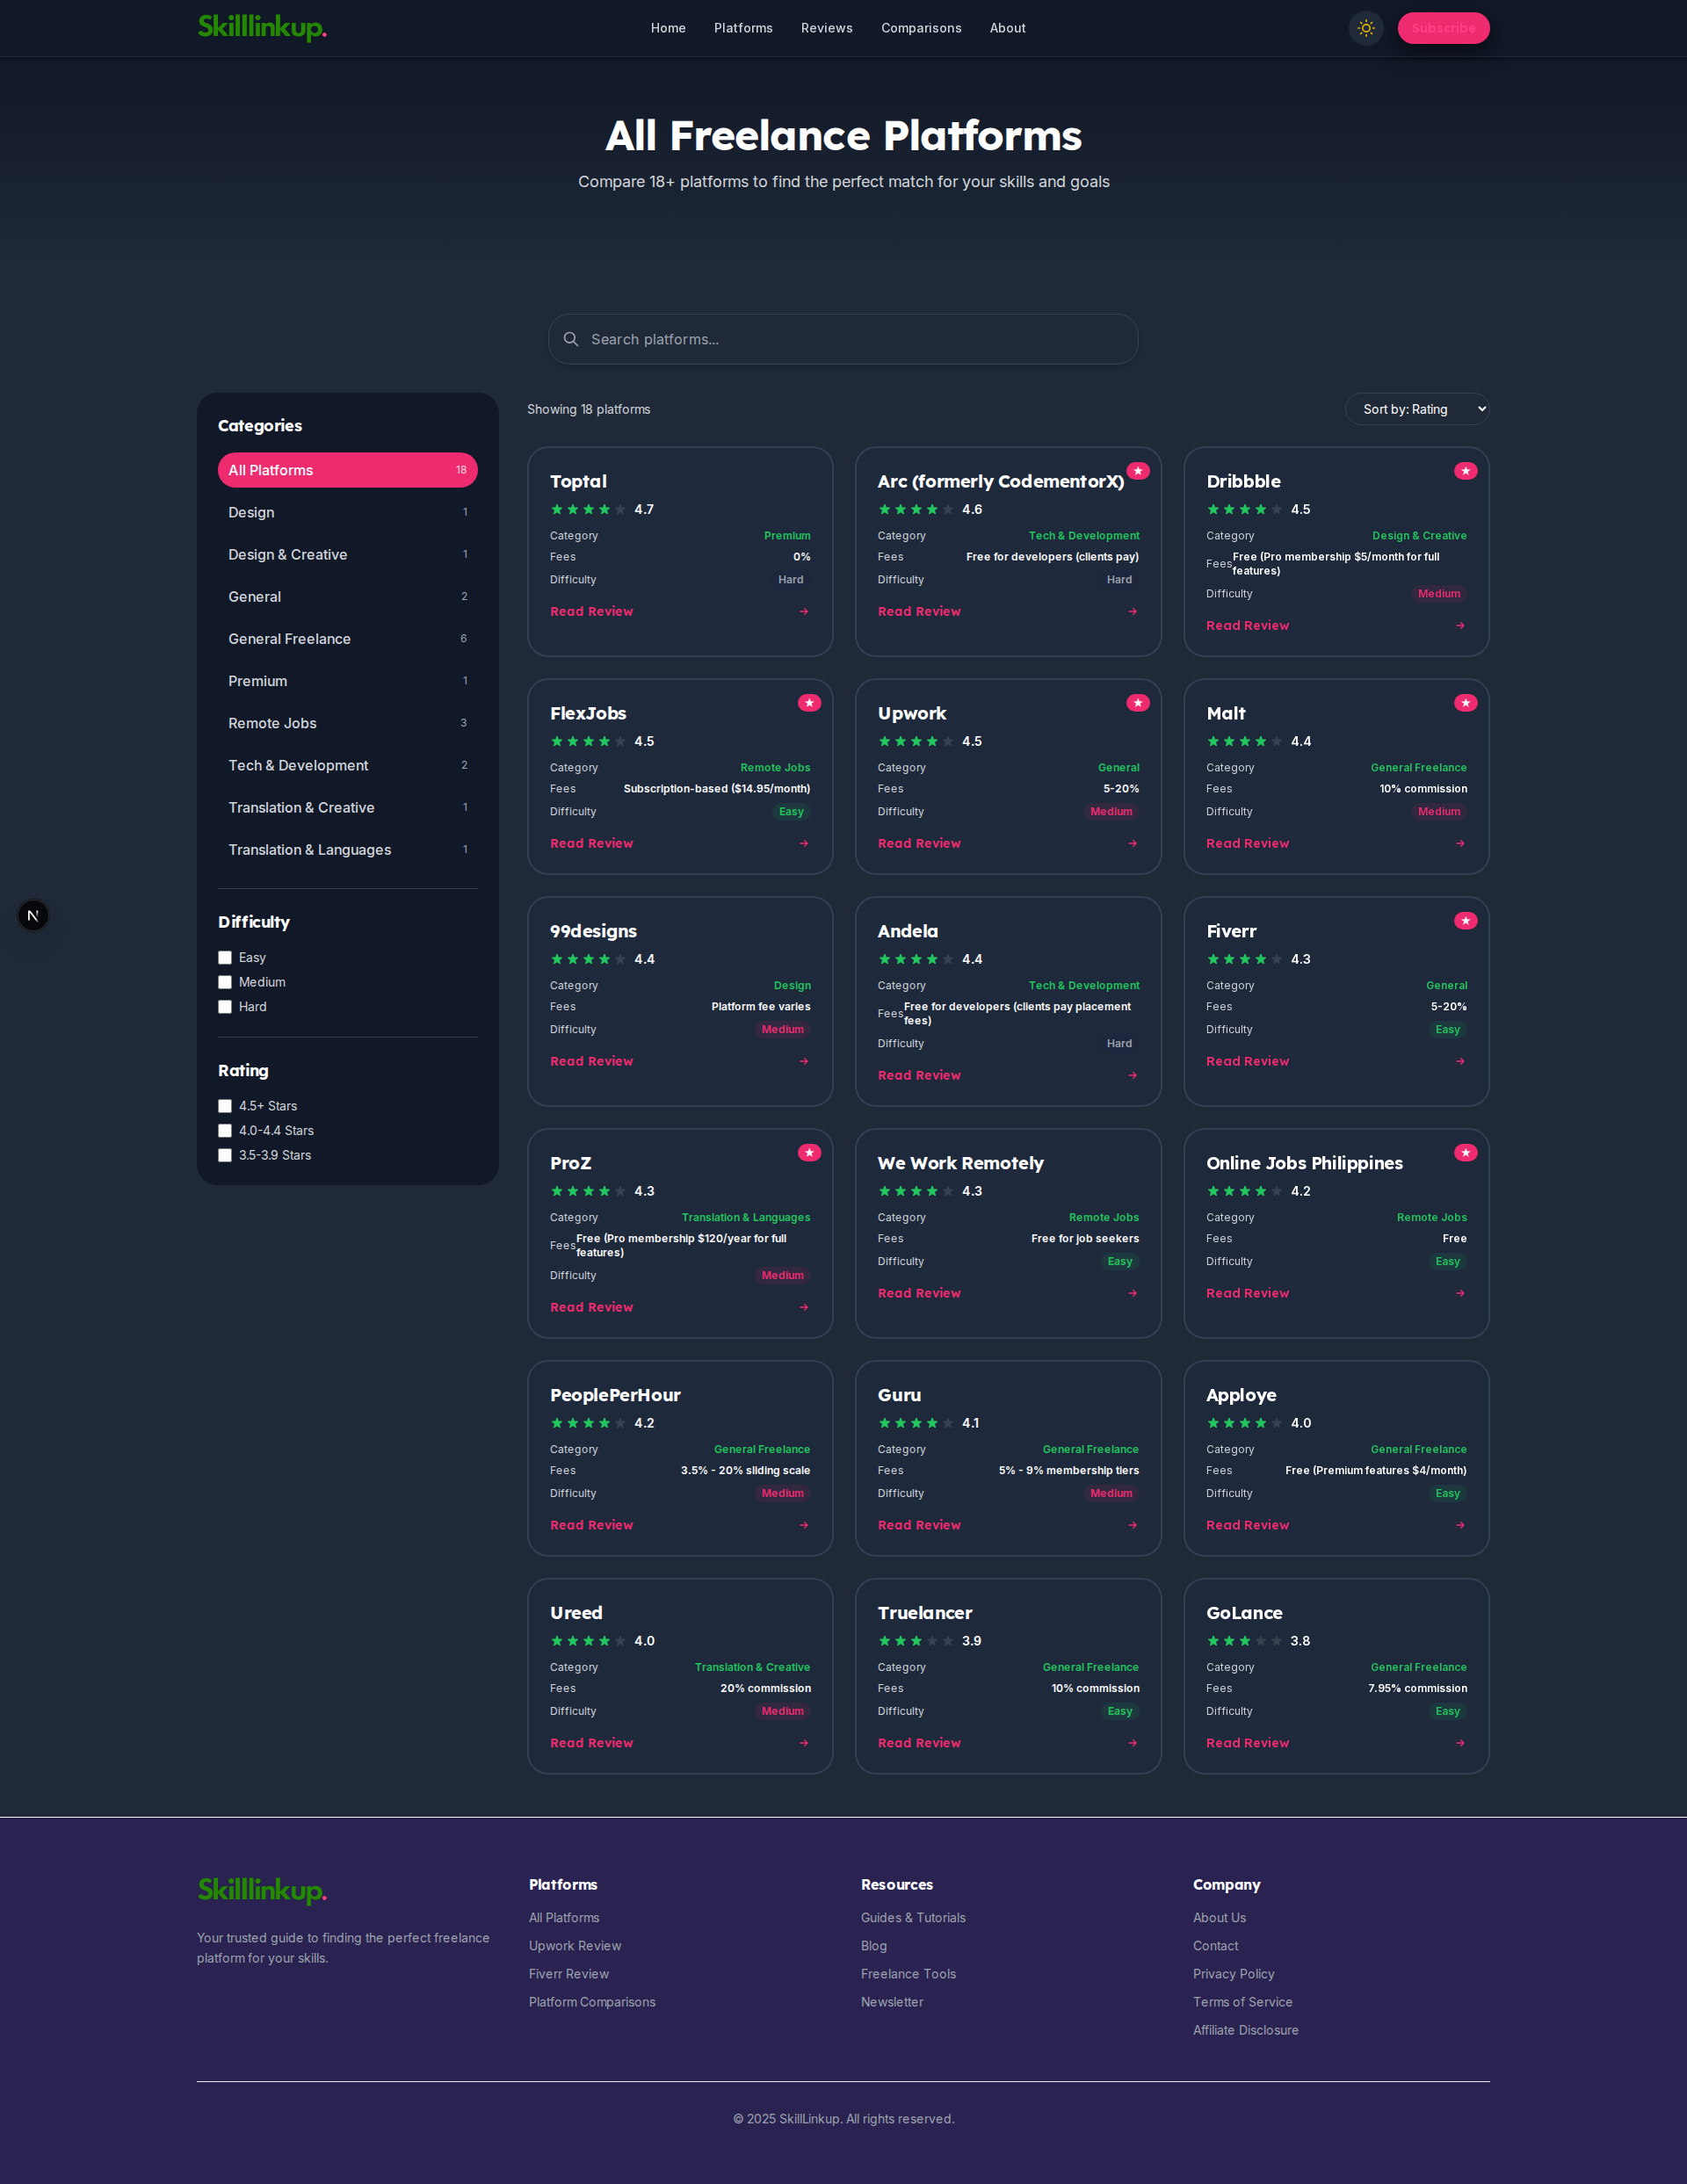 Skilllinkup.
Home
Platforms
Reviews
Comparisons
About
Subscribe
All Freelance Platforms
Compare 18+ platforms to find the perfect match for your skills and goals
Search platforms...
Categories
All Platforms 18
Design 1
Design & Creative 1
General 2
General Freelance 6
Premium 1
Remote Jobs 3
Tech & Development 2
Translation & Creative 1
Translation & Languages 1
Difficulty
Easy
Medium
Hard
Rating
4.5+ Stars
4.0-4.4 Stars
3.5-3.9 Stars
Showing 18 platforms
Sort by: Rating
Toptal
4.7
Category Premium
Fees 0%
Difficulty Hard
Read Review →
Arc (formerly CodementorX)
4.6
Category Tech & Development
Fees Free for developers (clients pay)
Difficulty Hard
Read Review →
Dribbble
4.5
Category Design & Creative
Fees Free (Pro membership $5/month for full
features)
Difficulty Medium
Read Review →
FlexJobs
4.5
Category Remote Jobs
Fees Subscription-based ($14.95/month)
Difficulty Easy
Read Review →
Upwork
4.5
Category General
Fees 5-20%
Difficulty Medium
Read Review →
Malt
4.4
Category General Freelance
Fees 10% commission
Difficulty Medium
Read Review →
99designs
4.4
Category Design
Fees Platform fee varies
Difficulty Medium
Read Review →
Andela
4.4
Category Tech & Development
Fees Free for developers (clients pay placement
fees)
Difficulty Hard
Read Review →
Fiverr
4.3
Category General
Fees 5-20%
Difficulty Easy
Read Review →
ProZ
4.3
Category Translation & Languages
Fees Free (Pro membership $120/year for full
features)
Difficulty Medium
Read Review →
We Work Remotely
4.3
Category Remote Jobs
Fees Free for job seekers
Difficulty Easy
Read Review →
Online Jobs Philippines
4.2
Category Remote Jobs
Fees Free
Difficulty Easy
Read Review →
PeoplePerHour
4.2
Category General Freelance
Fees 3.5% - 20% sliding scale
Difficulty Medium
Read Review →
Guru
4.1
Category General Freelance
Fees 5% - 9% membership tiers
Difficulty Medium
Read Review →
Apploye
4.0
Category General Freelance
Fees Free (Premium features $4/month)
Difficulty Easy
Read Review →
Ureed
4.0
Category Translation & Creative
Fees 20% commission
Difficulty Medium
Read Review →
Truelancer
3.9
Category General Freelance
Fees 10% commission
Difficulty Easy
Read Review →
GoLance
3.8
Category General Freelance
Fees 7.95% commission
Difficulty Easy
Read Review →
N
Skilllinkup.
Your trusted guide to finding the perfect freelance
platform for your skills.
Platforms
All Platforms
Upwork Review
Fiverr Review
Platform Comparisons
Resources
Guides & Tutorials
Blog
Freelance Tools
Newsletter
Company
About Us
Contact
Privacy Policy
Terms of Service
Affiliate Disclosure
© 2025 SkillLinkup. All rights reserved.